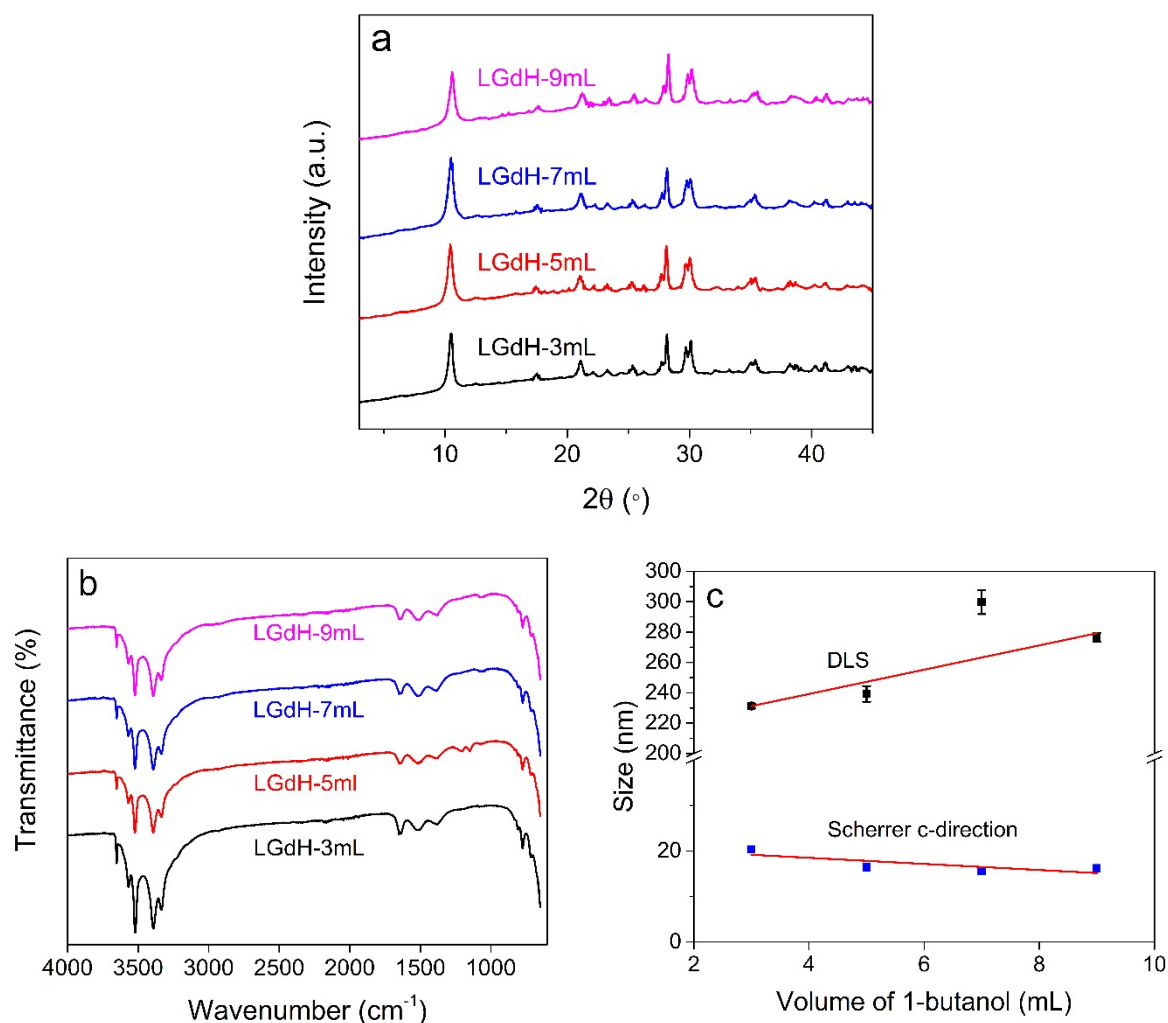 a
LGdH-9mL
LGdH-7mL
LGdH-5mL
LGdH-3mL
Intensity (a.u.)
10 20 30 40
2θ (◦)
b
LGdH-9mL
LGdH-7mL
LGdH-5ml
LGdH-3mL
Transmittance (%)
4000 3500 3000 2500 2000 1500 1000
Wavenumber (cm⁻¹)
c
300
280
260
240
220
200
20
0
DLS
Scherrer c-direction
Size (nm)
2 4 6 8 10
Volume of 1-butanol (mL)